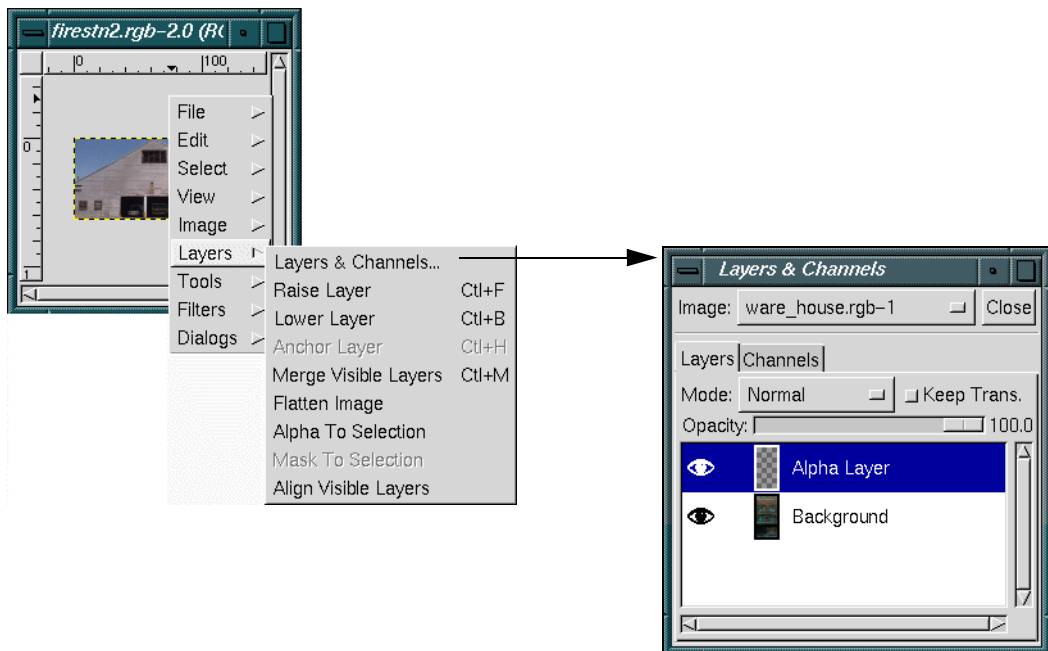 firestn2.rgb-2.0 (R
0 100
0
1
File
Edit
Select
View
Image
Layers
Tools
Filters
Dialogs
Layers & Channels...
Raise Layer Ctl+F
Lower Layer Ctl+B
Anchor Layer Ctl+H
Merge Visible Layers Ctl+M
Flatten Image
Alpha To Selection
Mask To Selection
Align Visible Layers
Layers & Channels
Image: ware_house.rgb-1 Close
Layers Channels
Mode: Normal Keep Trans.
Opacity: 100.0
Alpha Layer
Background